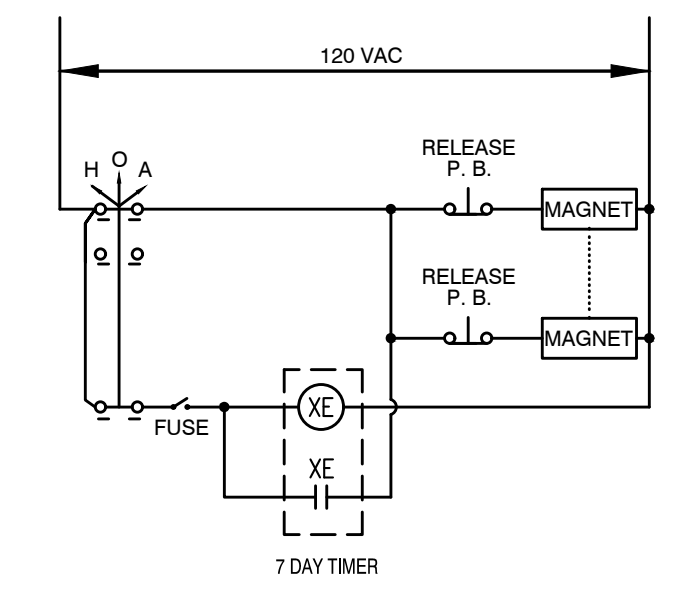 120 VAC
H O A
RELEASE
P. B.
MAGNET
RELEASE
P. B.
MAGNET
FUSE
XE
XE
7 DAY TIMER